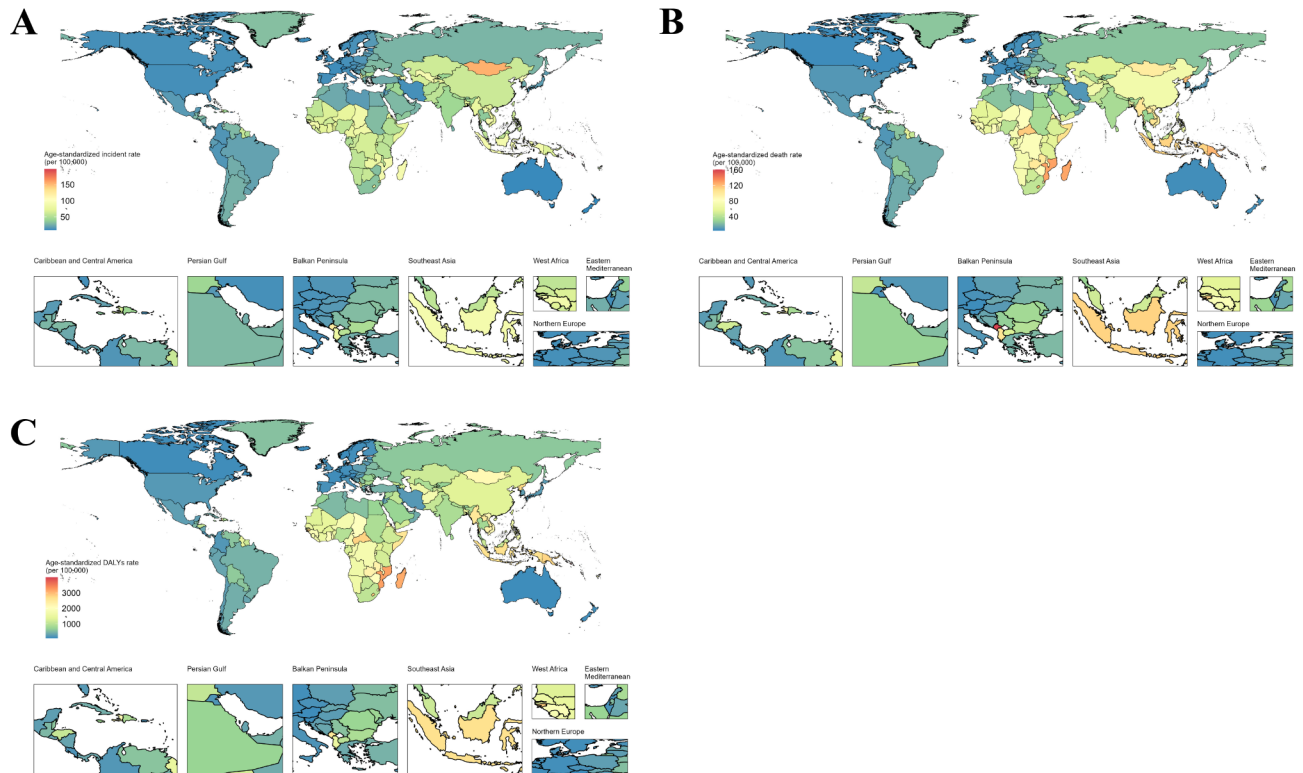 A
Age-standardized incident rate
(per 100,000)
150
100
50
Caribbean and Central America
Persian Gulf
Balkan Peninsula
Southeast Asia
West Africa
Eastern
Mediterranean
Northern Europe
B
Age-standardized death rate
(per 100,000)
160
120
80
40
Caribbean and Central America
Persian Gulf
Balkan Peninsula
Southeast Asia
West Africa
Eastern
Mediterranean
Northern Europe
C
Age-standardized DALYs rate
(per 100,000)
3000
2000
1000
Caribbean and Central America
Persian Gulf
Balkan Peninsula
Southeast Asia
West Africa
Eastern
Mediterranean
Northern Europe